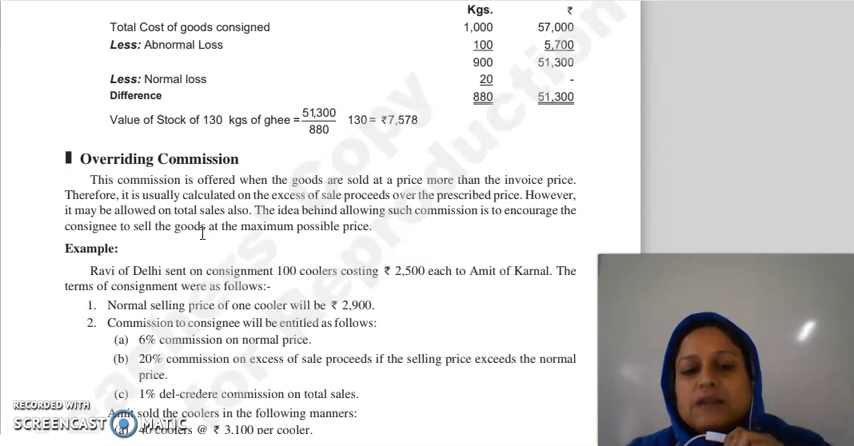 Kgs. ₹
Total Cost of goods consigned 1,000 57,000
Less: Abnormal Loss 100 5,700
900 51,300
Less: Normal loss 20 -
Difference 880 51,300
Value of Stock of 130 kgs of ghee = 51,300 / 880 130 = ₹7,578
Overriding Commission
This commission is offered when the goods are sold at a price more than the invoice price.
Therefore, it is usually calculated on the excess of sale proceeds over the prescribed price. However,
it may be allowed on total sales also. The idea behind allowing such commission is to encourage the
consignee to sell the goods at the maximum possible price.
Example:
Ravi of Delhi sent on consignment 100 coolers costing ₹ 2,500 each to Amit of Karnal. The
terms of consignment were as follows:-
1. Normal selling price of one cooler will be ₹ 2,900.
2. Commission to consignee will be entitled as follows:
(a) 6% commission on normal price.
(b) 20% commission on excess of sale proceeds if the selling price exceeds the normal
price.
(c) 1% del-credere commission on total sales.
Amit sold the coolers in the following manners:
(a) 40 coolers @ ₹ 3,100 per cooler.
RECORDED WITH
SCREENCAST MATIC
Copy
Reproduction